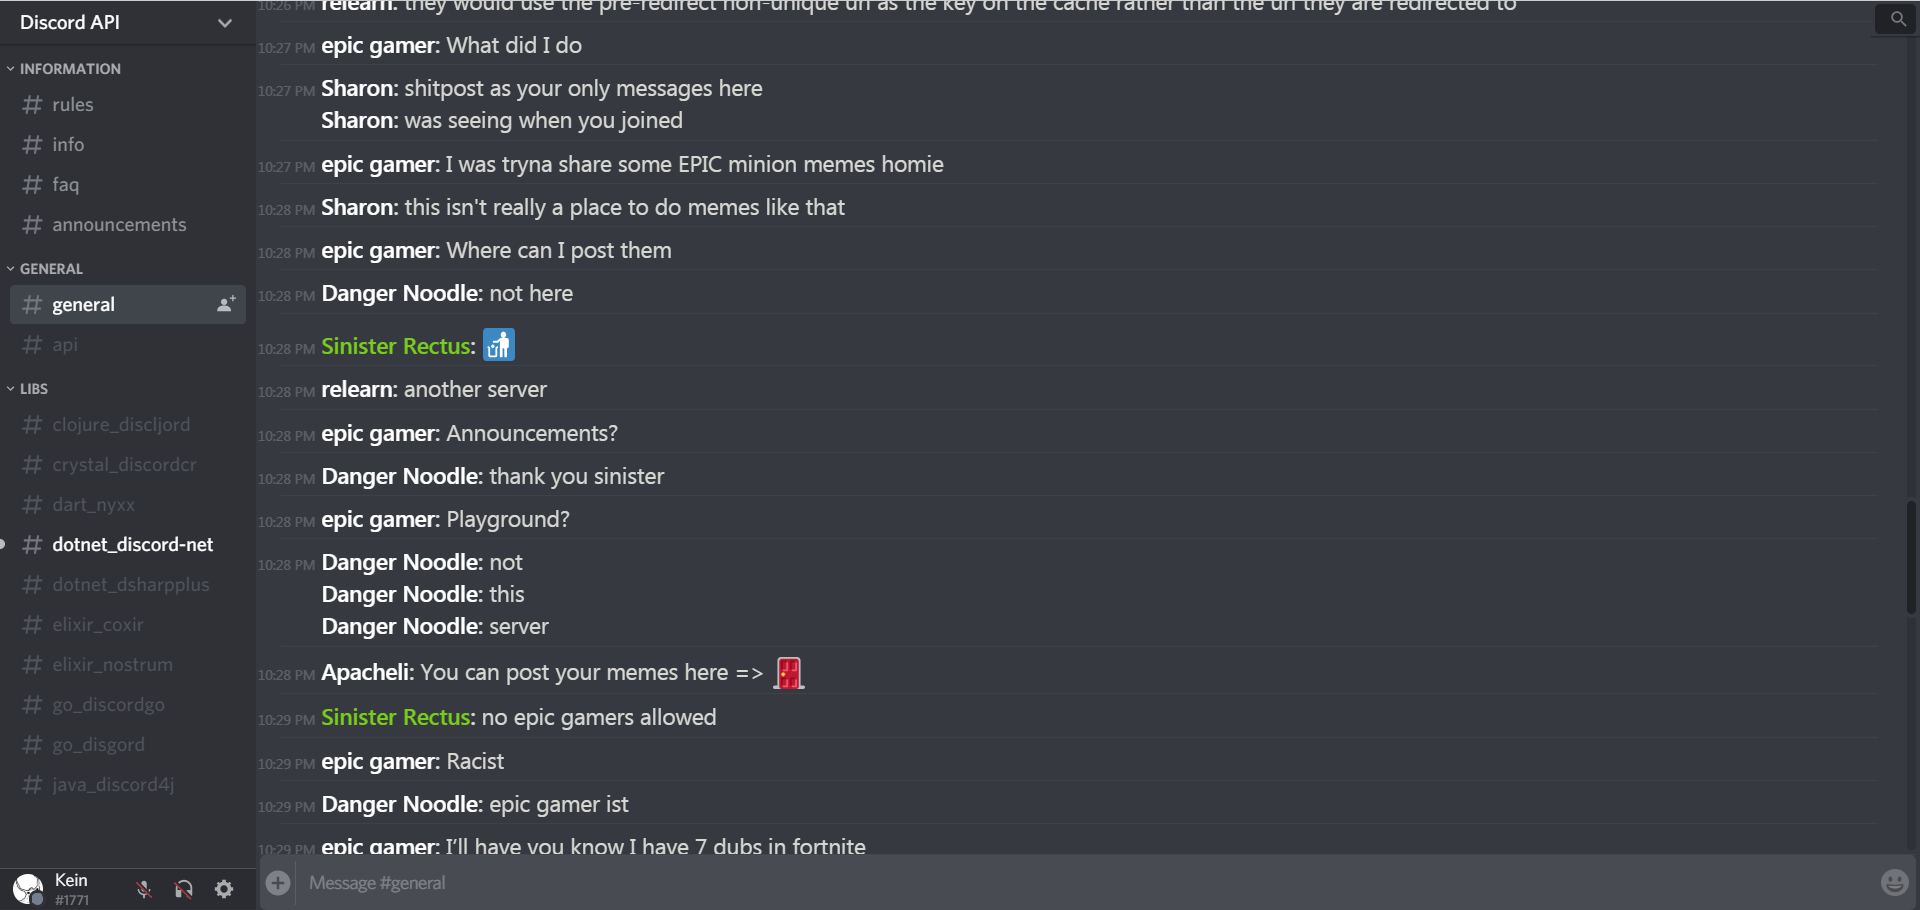 Discord API
INFORMATION
# rules
# info
# faq
# announcements
GENERAL
# general
# api
LIBS
# clojure_discljord
# crystal_discordcr
# dart_nyxx
# dotnet_discord-net
# dotnet_dsharpplus
# elixir_coxir
# elixir_nostrum
# go_discordgo
# go_disgord
# java_discord4j
Kein
#1771
10:26 PM relearn: they would use the pre-redirect non-unique url as the key on the cache rather than the url they are redirected to
10:27 PM epic gamer: What did I do
10:27 PM Sharon: shitpost as your only messages here
Sharon: was seeing when you joined
10:27 PM epic gamer: I was tryna share some EPIC minion memes homie
10:28 PM Sharon: this isn't really a place to do memes like that
10:28 PM epic gamer: Where can I post them
10:28 PM Danger Noodle: not here
10:28 PM Sinister Rectus:
10:28 PM relearn: another server
10:28 PM epic gamer: Announcements?
10:28 PM Danger Noodle: thank you sinister
10:28 PM epic gamer: Playground?
10:28 PM Danger Noodle: not
Danger Noodle: this
Danger Noodle: server
10:28 PM Apacheli: You can post your memes here =>
10:29 PM Sinister Rectus: no epic gamers allowed
10:29 PM epic gamer: Racist
10:29 PM Danger Noodle: epic gamer ist
10:29 PM epic gamer: I’ll have you know I have 7 dubs in fortnite
Message #general